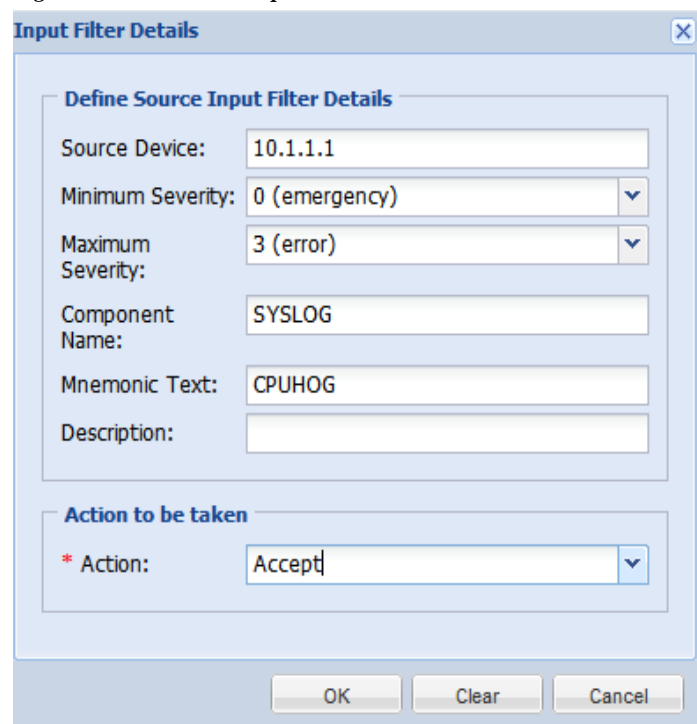 Input Filter Details
Define Source Input Filter Details
Source Device: 10.1.1.1
Minimum Severity: 0 (emergency)
Maximum Severity: 3 (error)
Component Name: SYSLOG
Mnemonic Text: CPUHOG
Description:
Action to be taken
* Action: Accept
OK Clear Cancel